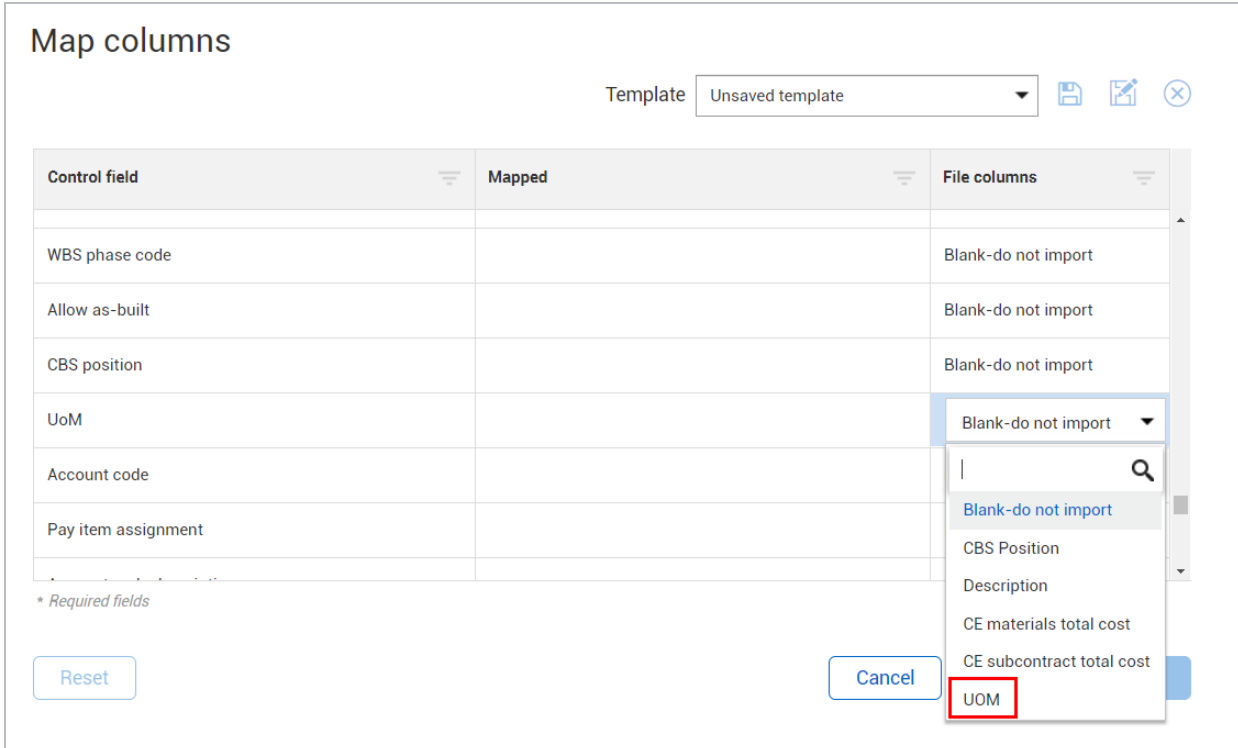 Map columns
Template Unsaved template
Control field Mapped File columns
WBS phase code Blank-do not import
Allow as-built Blank-do not import
CBS position Blank-do not import
UoM Blank-do not import
Account code
Blank-do not import
Pay item assignment
CBS Position
Description
* Required fields
CE materials total cost
CE subcontract total cost
Reset Cancel
UOM